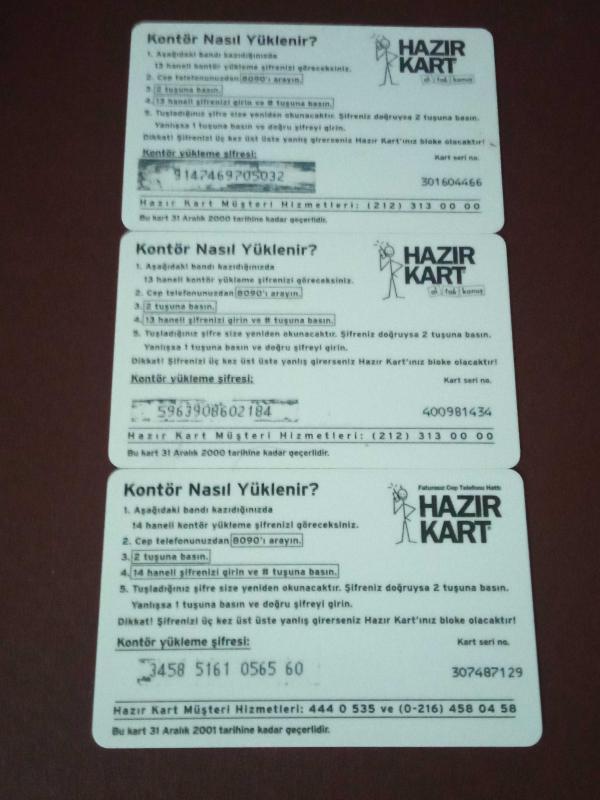 Kontör Nasıl Yüklenir?
HAZIR
KART
al tak konuş
1. Aşağıdaki bandı kazıdığınızda
13 haneli kontör yükleme şifrenizi göreceksiniz.
2. Cep telefonunuzdan 8090'ı arayın.
3. 2 tuşuna basın.
4. 13 haneli şifrenizi girin ve # tuşuna basın.
5. Tuşladığınız şifre size yeniden okunacaktır. Şifreniz doğruysa 2 tuşuna basın.
Yanlışsa 1 tuşuna basın ve doğru şifreyi girin.
Dikkat! Şifrenizi üç kez üst üste yanlış girerseniz Hazır Kart'ınız bloke olacaktır!
Kontör yükleme şifresi:
Kart seri no.
9147469705032
301604466
Hazır Kart Müşteri Hizmetleri: (212) 313 00 00
Bu kart 31 Aralık 2000 tarihine kadar geçerlidir.
Kontör Nasıl Yüklenir?
HAZIR
KART
al tak konuş
1. Aşağıdaki bandı kazıdığınızda
13 haneli kontör yükleme şifrenizi göreceksiniz.
2. Cep telefonunuzdan 8090'ı arayın.
3. 2 tuşuna basın.
4. 13 haneli şifrenizi girin ve # tuşuna basın.
5. Tuşladığınız şifre size yeniden okunacaktır. Şifreniz doğruysa 2 tuşuna basın.
Yanlışsa 1 tuşuna basın ve doğru şifreyi girin.
Dikkat! Şifrenizi üç kez üst üste yanlış girerseniz Hazır Kart'ınız bloke olacaktır!
Kontör yükleme şifresi:
Kart seri no.
5963908602184
400981434
Hazır Kart Müşteri Hizmetleri: (212) 313 00 00
Bu kart 31 Aralık 2000 tarihine kadar geçerlidir.
Kontör Nasıl Yüklenir?
Faturasız Cep Telefonu Hattı
HAZIR
KART
1. Aşağıdaki bandı kazıdığınızda
14 haneli kontör yükleme şifrenizi göreceksiniz.
2. Cep telefonunuzdan 8090'ı arayın.
3. 2 tuşuna basın.
4. 14 haneli şifrenizi girin ve # tuşuna basın.
5. Tuşladığınız şifre size yeniden okunacaktır. Şifreniz doğruysa 2 tuşuna basın.
Yanlışsa 1 tuşuna basın ve doğru şifreyi girin.
Dikkat! Şifrenizi üç kez üst üste yanlış girerseniz Hazır Kart'ınız bloke olacaktır!
Kontör yükleme şifresi:
Kart seri no.
3458 5161 0565 60
307487129
Hazır Kart Müşteri Hizmetleri: 444 0 535 ve (0-216) 458 04 58
Bu kart 31 Aralık 2001 tarihine kadar geçerlidir.